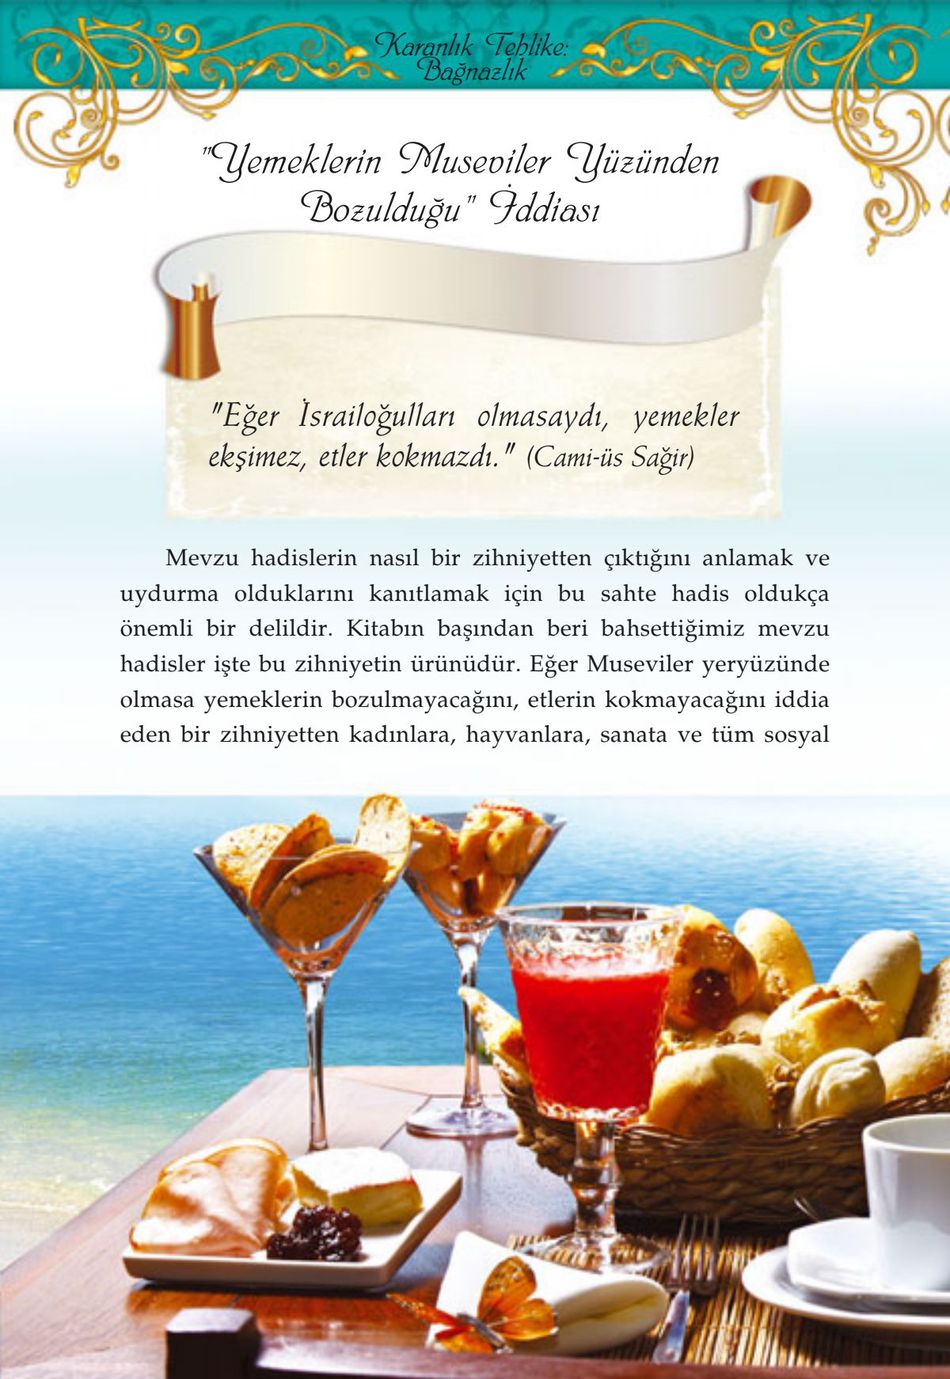 Karanlık Tehlike:
Bağnazlık
"Yemeklerin Museviler Yüzünden
Bozulduğu" İddiası
"Eğer İsrailoğulları olmasaydı, yemekler
ekşimez, etler kokmazdı." (Cami-üs Sağir)
Mevzu hadislerin nasıl bir zihniyetten çıktığını anlamak ve
uydurma olduklarını kanıtlamak için bu sahte hadis oldukça
önemli bir delildir. Kitabın başından beri bahsettiğimiz mevzu
hadisler işte bu zihniyetin ürünüdür. Eğer Museviler yeryüzünde
olmasa yemeklerin bozulmayacağını, etlerin kokmayacağını iddia
eden bir zihniyetten kadınlara, hayvanlara, sanata ve tüm sosyal